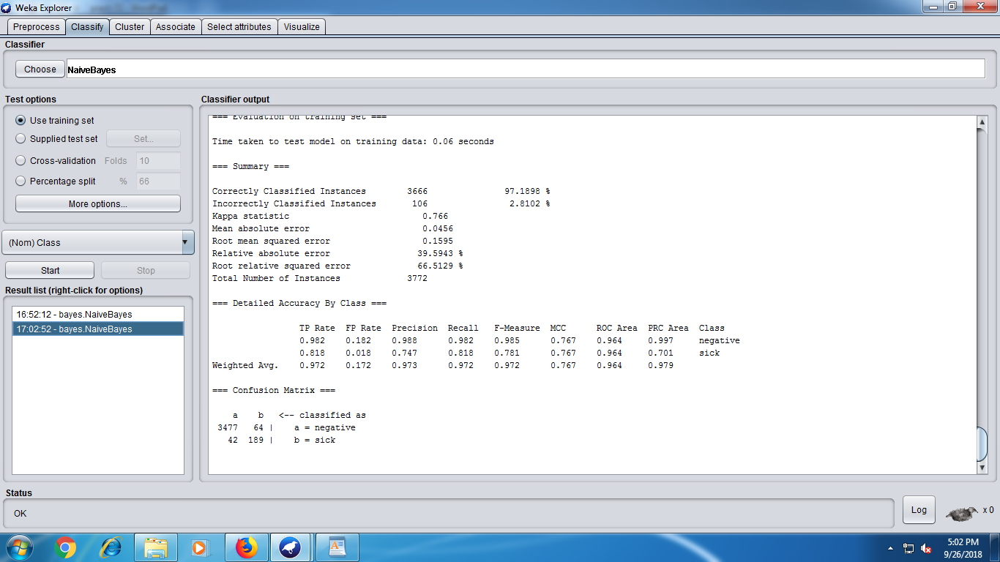 Weka Explorer
Preprocess Classify Cluster Associate Select attributes Visualize
Classifier
Choose NaiveBayes
Test options
Use training set
Supplied test set Set...
Cross-validation Folds 10
Percentage split % 66
More options...
(Nom) Class
Start Stop
Result list (right-click for options)
16:52:12 - bayes.NaiveBayes
17:02:52 - bayes.NaiveBayes
Classifier output
=== Evaluation on training set ===
Time taken to test model on training data: 0.06 seconds
=== Summary ===
Correctly Classified Instances 3666 97.1898 %
Incorrectly Classified Instances 106 2.8102 %
Kappa statistic 0.766
Mean absolute error 0.0456
Root mean squared error 0.1595
Relative absolute error 39.5943 %
Root relative squared error 66.5129 %
Total Number of Instances 3772
=== Detailed Accuracy By Class ===
TP Rate FP Rate Precision Recall F-Measure MCC ROC Area PRC Area Class
0.982 0.182 0.988 0.982 0.985 0.767 0.964 0.997 negative
0.818 0.018 0.747 0.818 0.781 0.767 0.964 0.701 sick
Weighted Avg. 0.972 0.172 0.973 0.972 0.972 0.767 0.964 0.979
=== Confusion Matrix ===
a b <-- classified as
3477 64 | a = negative
42 189 | b = sick
Status
OK
Log x 0
5:02 PM
9/26/2018